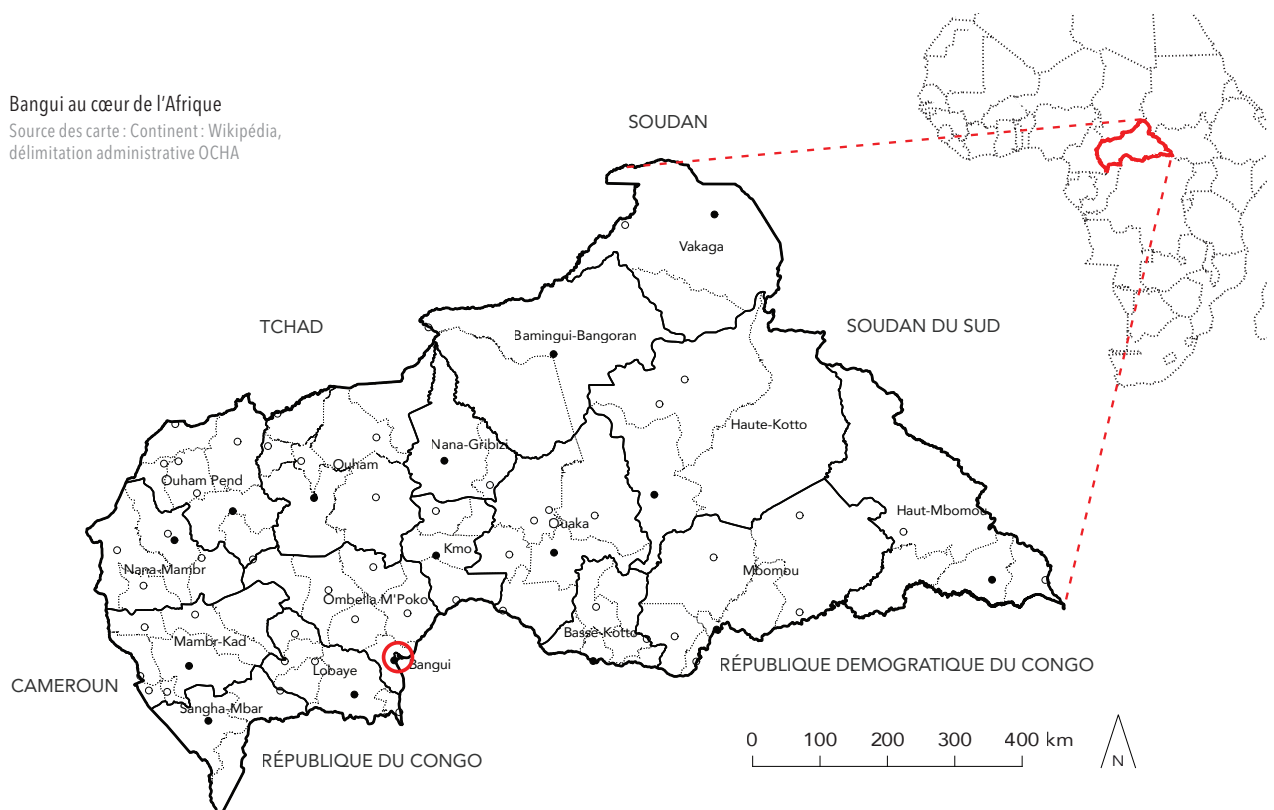 Bangui au cœur de l'Afrique
Source des carte : Continent : Wikipédia,
délimitation administrative OCHA
SOUDAN
Vakaga
TCHAD
SOUDAN DU SUD
Bamingui-Bangoran
Haute-Kotto
Nana-Gribizi
Ouham
Ouham Pend
Haut-Mbomou
Ouaka
Kmo
Nana-Mambr
Mbomou
Ombella M'Poko
Basse-Kotto
Mambr-Kad
Bangui
RÉPUBLIQUE DEMOGRATIQUE DU CONGO
Lobaye
CAMEROUN
Sangha-Mbar
RÉPUBLIQUE DU CONGO
0 100 200 300 400 km
N